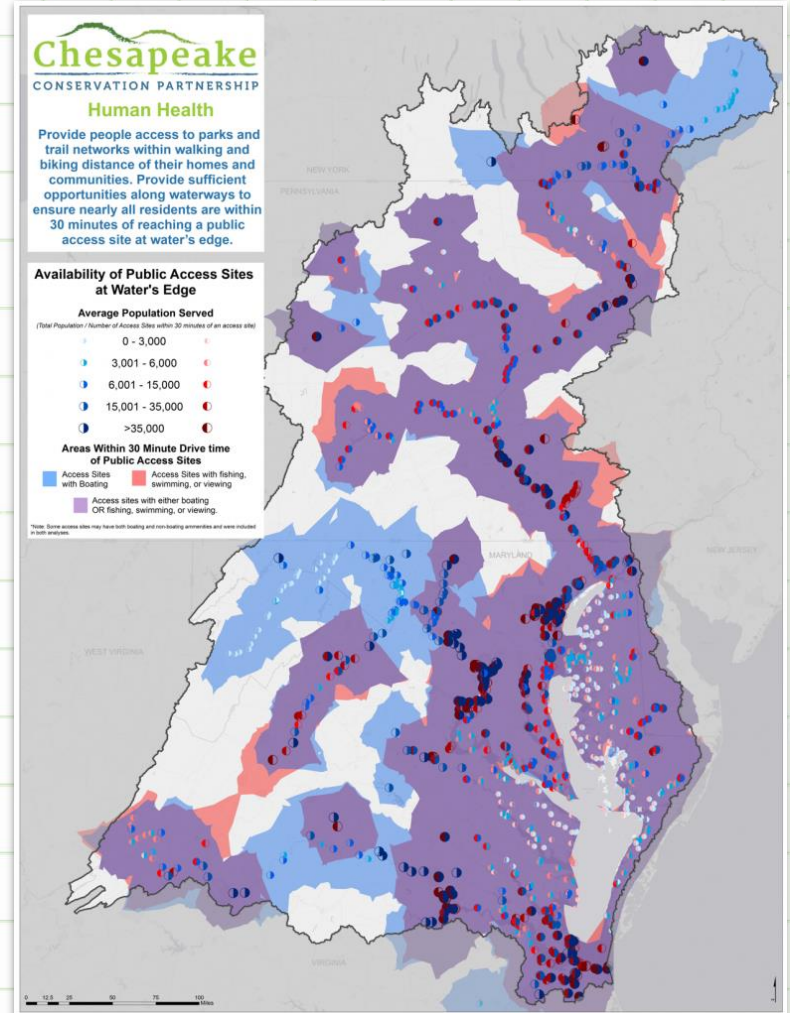 Chesapeake
CONSERVATION PARTNERSHIP
Human Health
Provide people access to parks and
trail networks within walking and
biking distance of their homes and
communities. Provide sufficient
opportunities along waterways to
ensure nearly all residents are within
30 minutes of reaching a public
access site at water's edge.
Availability of Public Access Sites
at Water's Edge
Average Population Served
(Total Population / Number of Access Sites within 30 minutes of an access site)
0 - 3,000
3,001 - 6,000
6,001 - 15,000
15,001 - 35,000
>35,000
Areas Within 30 Minute Drive time
of Public Access Sites
Access Sites
with Boating
Access Sites with fishing,
swimming, or viewing
Access sites with either boating
OR fishing, swimming, or viewing.
*Note: Some access sites may have both boating and non-boating ammenities and were included
in both analyses.
NEW YORK
PENNSYLVANIA
MARYLAND
NEW JERSEY
WEST VIRGINIA
VIRGINIA
0 12.5 25 50 75 100
Miles